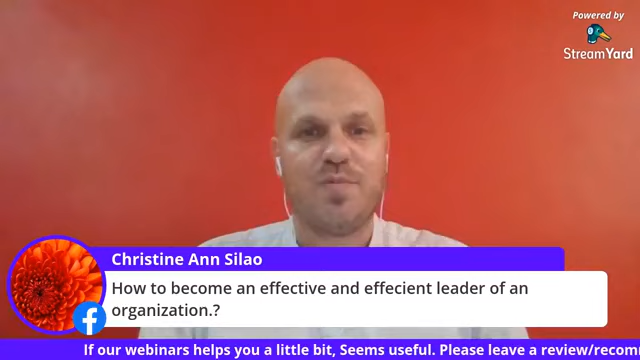 Powered by
StreamYard
Christine Ann Silao
How to become an effective and effecient leader of an
organization.?
If our webinars helps you a little bit, Seems useful. Please leave a review/recom